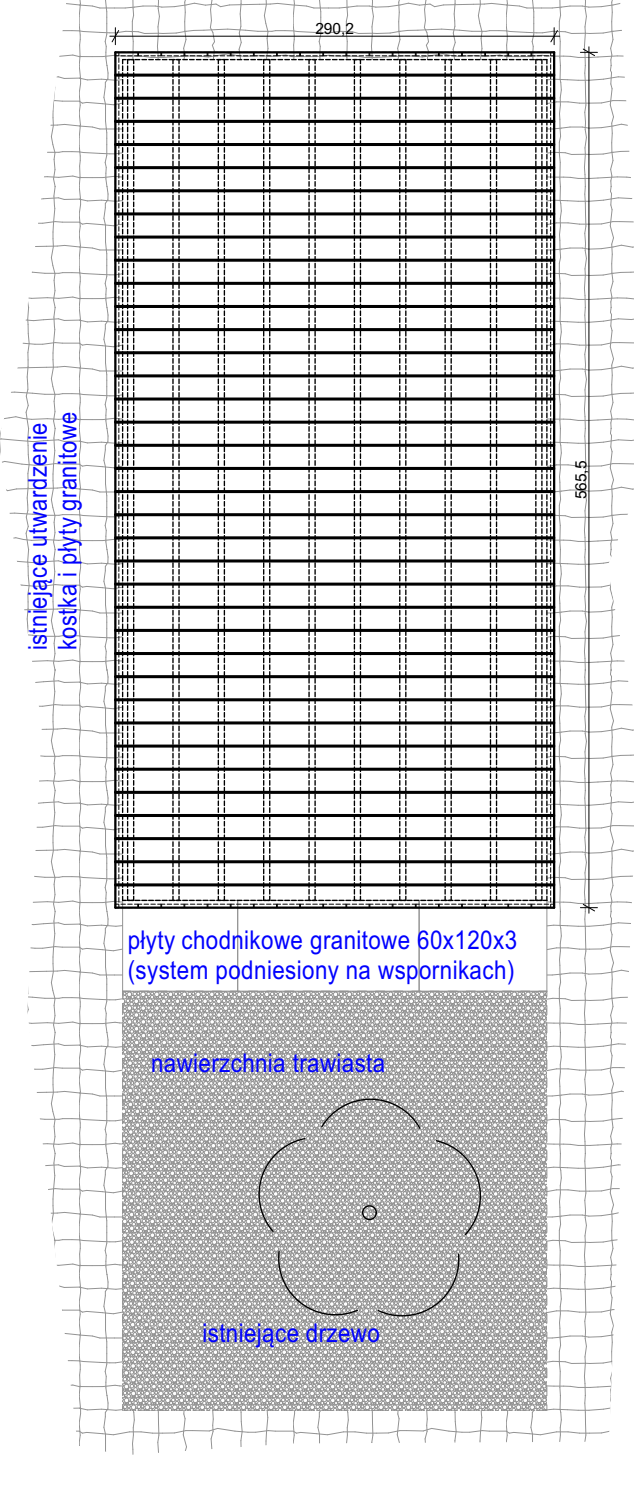 290,2
565,5
istniejące utwardzenie
kostka i płyty granitowe
płyty chodnikowe granitowe 60x120x3
(system podniesiony na wspornikach)
nawierzchnia trawiasta
istniejące drzewo